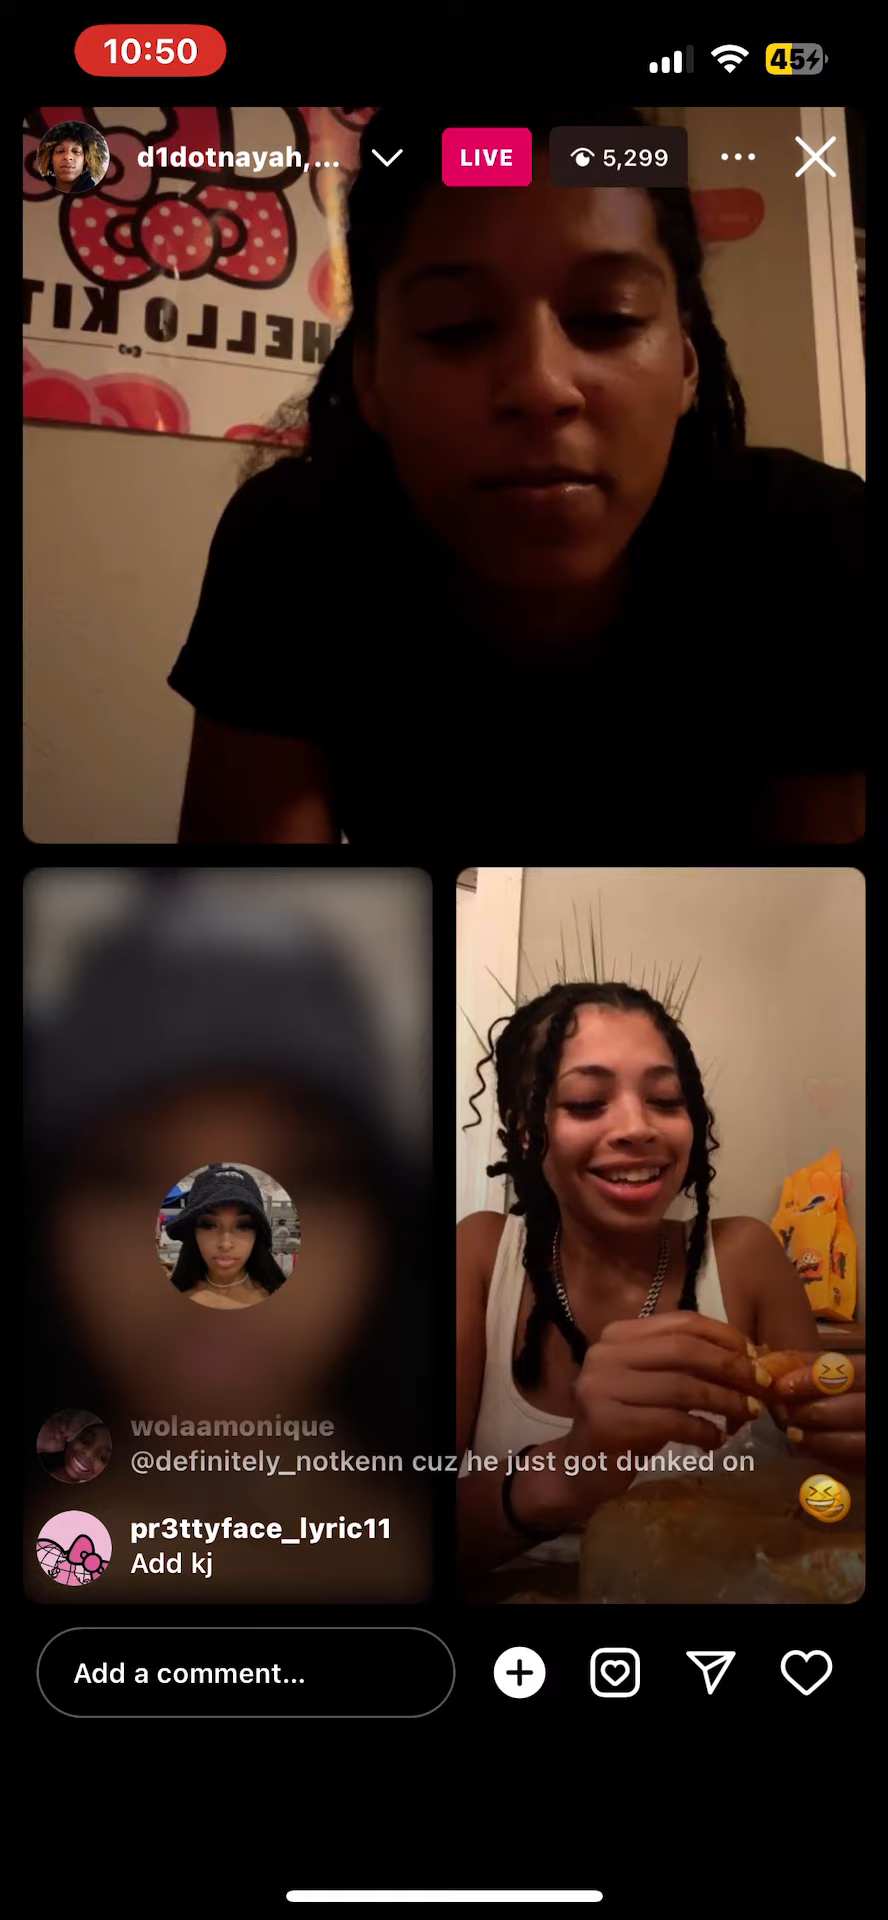 10:50
45
d1dotnayah,...
LIVE
5,299
HELLO KIT
wolaamonique
@definitely_notkenn cuz he just got dunked on
pr3ttyface_lyric11
Add kj
Add a comment...